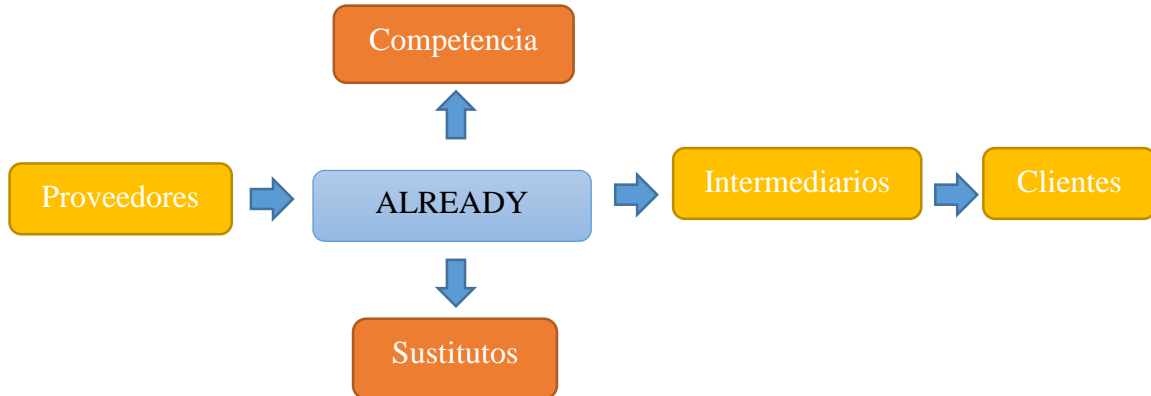 Competencia
Proveedores
ALREADY
Intermediarios
Clientes
Sustitutos